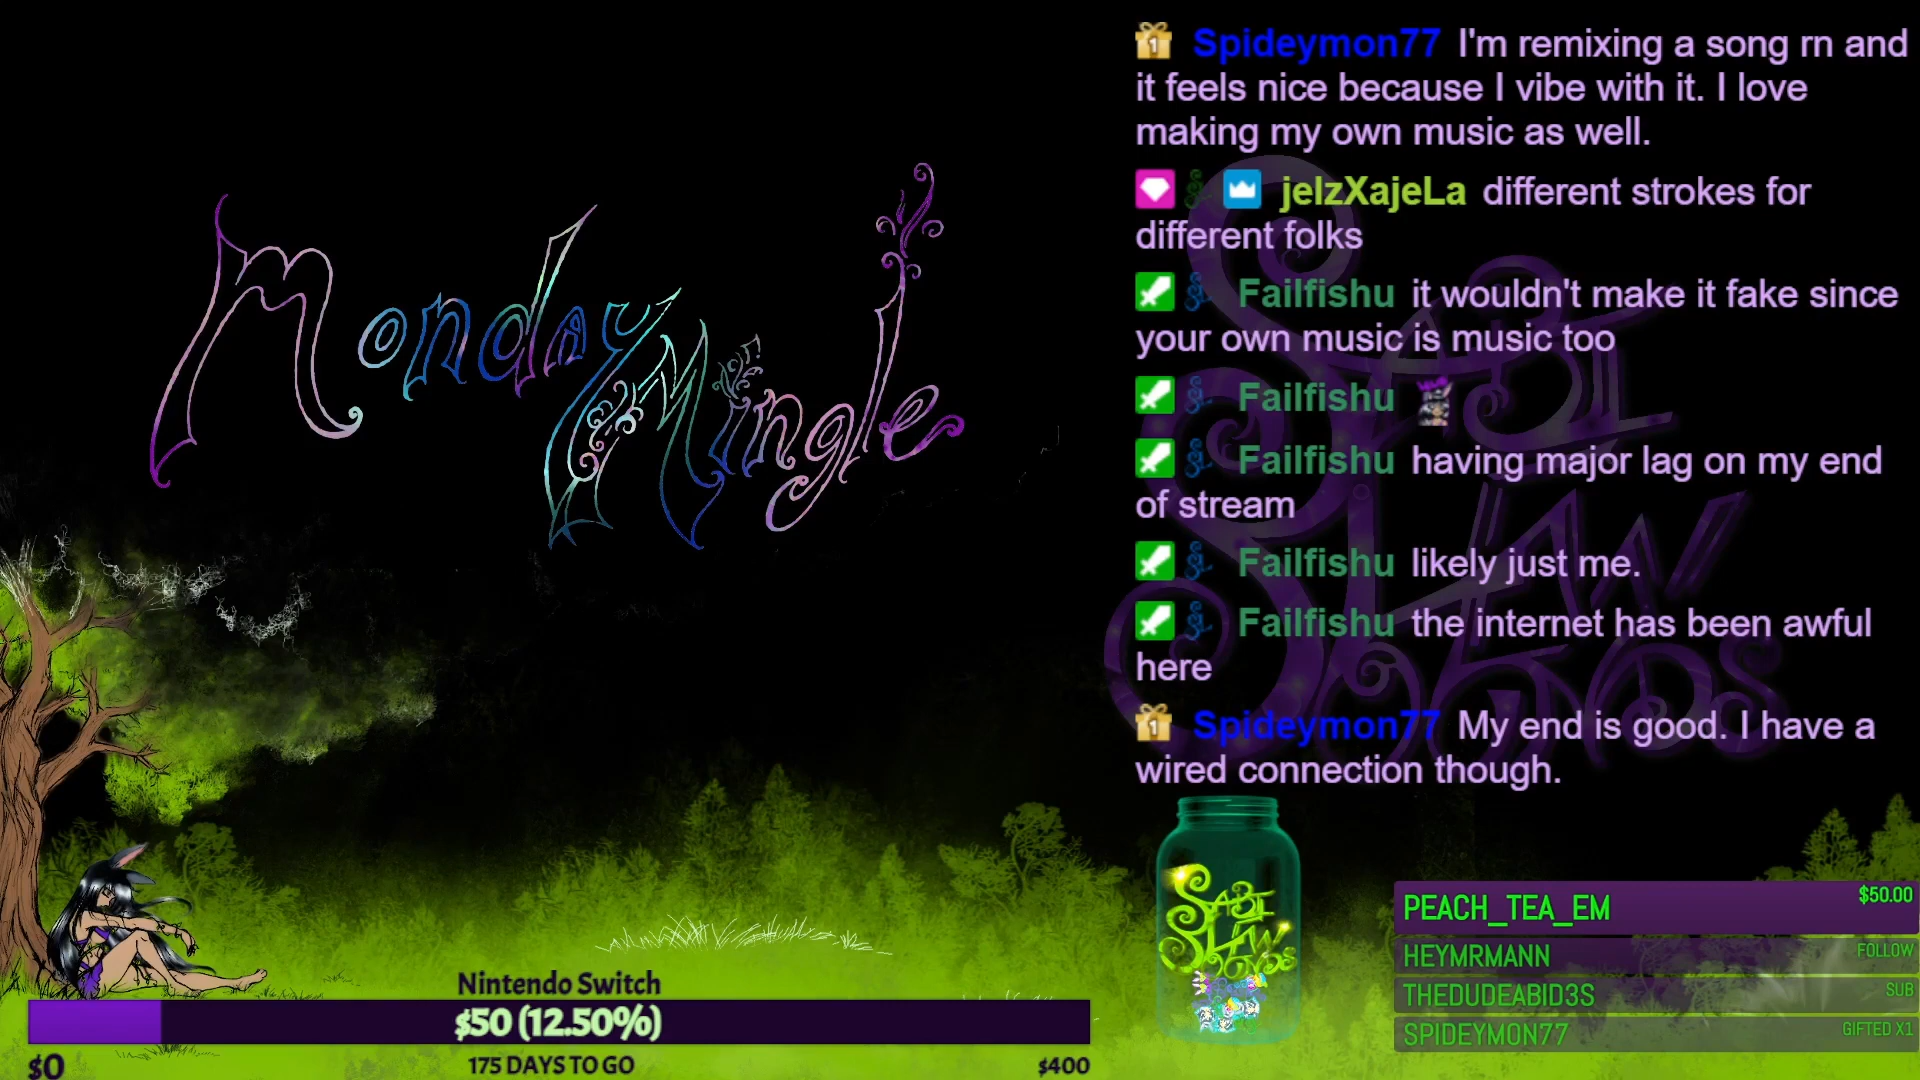 Monday Mingle
Spideymon77 I'm remixing a song rn and
it feels nice because I vibe with it. I love
making my own music as well.
jelzXajeLa different strokes for
different folks
Failfishu it wouldn't make it fake since
your own music is music too
Failfishu
Failfishu having major lag on my end
of stream
Failfishu likely just me.
Failfishu the internet has been awful
here
Spideymon77 My end is good. I have a
wired connection though.
PEACH_TEA_EM $50.00
HEYMRMANN FOLLOW
THEDUDEABID3S SUB
SPIDEYMON77 GIFTED X1
Nintendo Switch
$50 (12.50%)
$0 175 DAYS TO GO $400